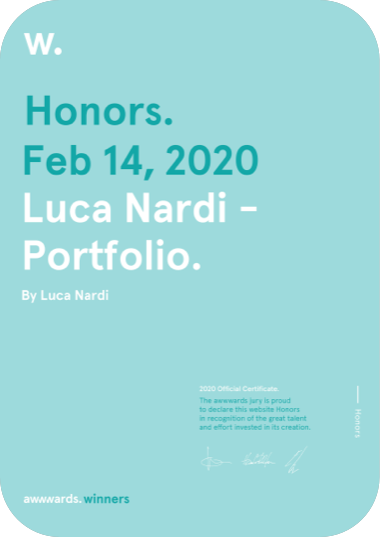 W.
Honors.
Feb 14, 2020
Luca Nardi –
Portfolio.
By Luca Nardi
2020 Official Certificate.
The awwwards jury is proud
to declare this website Honors
in recognition of the great talent
and effort invested in its creation.
Honors
awwwards.winners